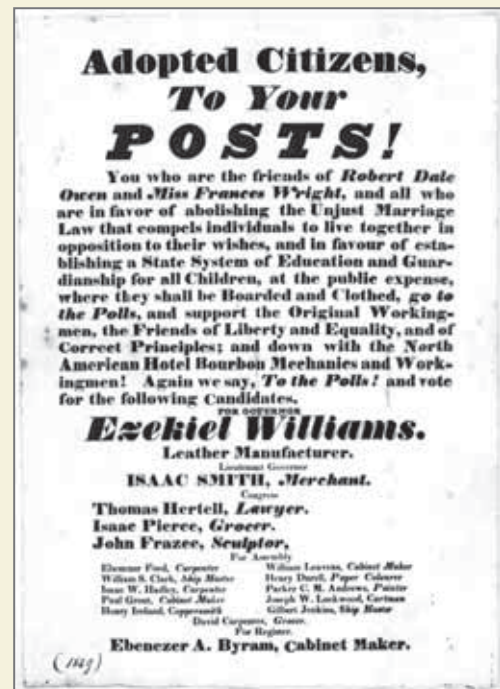 Adopted Citizens,
To Your
POSTS!
You who are the friends of Robert Dale
Owen and Miss Frances Wright, and all who
are in favor of abolishing the Unjust Marriage
Law that compels individuals to live together in
opposition to their wishes, and in favour of esta-
blishing a State System of Education and Guar-
dianship for all Children, at the public expense,
where they shall be Boarded and Clothed, go to
the Polls, and support the Original Working-
men, the Friends of Liberty and Equality, and of
Correct Principles; and down with the North
American Hotel Bourbon Mechanics and Work-
ingmen! Again we say, To the Polls! and vote
for the following Candidates.
FOR GOVERNOR
Ezekiel Williams.
Leather Manufacturer.
Lieutenant Governor
ISAAC SMITH, Merchant.
Congress
Thomas Hertell, Lawyer.
Isaac Pierce, Grocer.
John Frazee, Sculptor,
For Assembly
Ebenezer Ford, Carpenter William Leavens, Cabinet Maker
William S. Clark, Ship Master Henry Durell, Paper Colourer
Isaac W. Hadley, Carpenter Parker C. M. Andrews, Painter
Paul Grout, Cabinet Maker Joseph W. Lockwood, Cartman
Henry Ireland, Coppersmith Gilbert Jenkins, Ship Master
David Carpenter, Grocer.
For Register.
Ebenezer A. Byram, Cabinet Maker.
(1829)